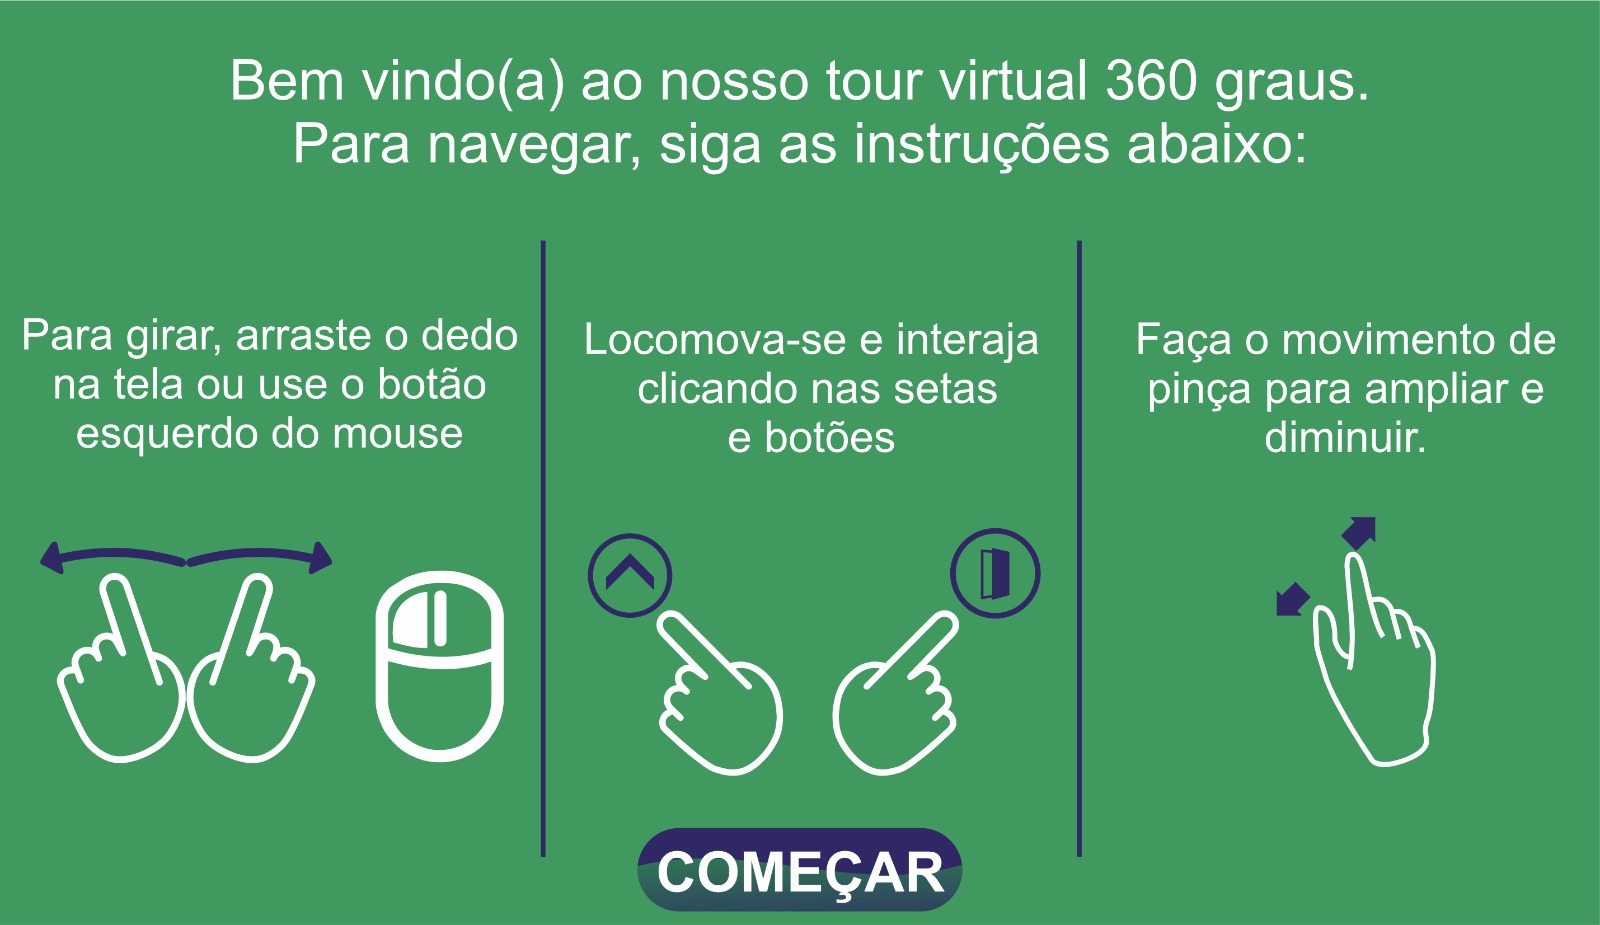 Bem vindo(a) ao nosso tour virtual 360 graus.
Para navegar, siga as instruções abaixo:
Para girar, arraste o dedo
na tela ou use o botão
esquerdo do mouse
Locomova-se e interaja
clicando nas setas
e botões
Faça o movimento de
pinça para ampliar e
diminuir.
COMEÇAR